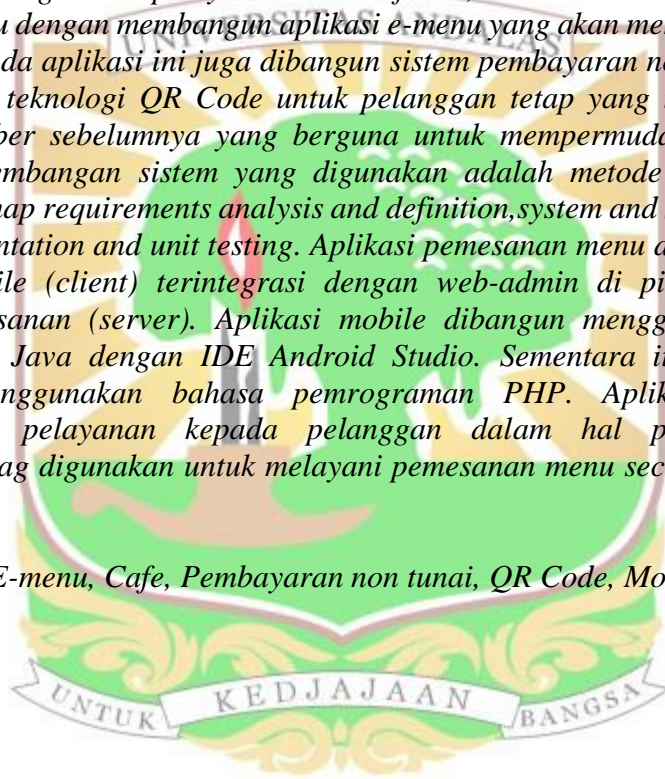 u dengan membangun aplikasi e-menu yang akan me
UNIVERSITAS ANDALAS
da aplikasi ini juga dibangun sistem pembayaran
teknologi QR Code untuk pelanggan tetap yang
ber sebelumnya yang berguna untuk mempermuda
embangan sistem yang digunakan adalah metode
ap requirements analysis and definition,system and
ntation and unit testing. Aplikasi pemesanan menu
ile (client) terintegrasi dengan web-admin di pi
sanan (server). Aplikasi mobile dibangun mengg
Java dengan IDE Android Studio. Sementara i
nggunakan bahasa pemrograman PHP. Aplik
pelayanan kepada pelanggan dalam hal p
ag digunakan untuk melayani pemesanan menu sec
E-menu, Cafe, Pembayaran non tunai, QR Code, Mo
UNTUK KEDJAJAAN BANGSA